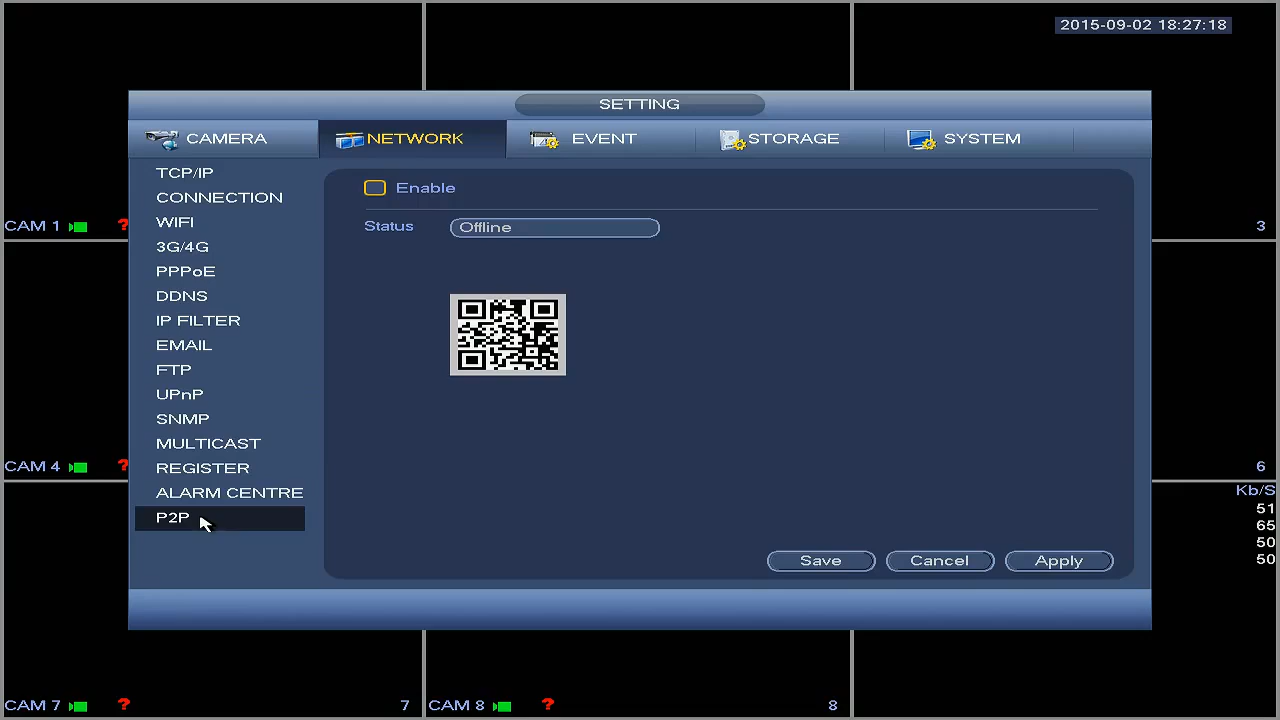 2015-09-02 18:27:18
SETTING
CAMERA
NETWORK
EVENT
STORAGE
SYSTEM
TCP/IP
CONNECTION
WIFI
3G/4G
PPPoE
DDNS
IP FILTER
EMAIL
FTP
UPnP
SNMP
MULTICAST
REGISTER
ALARM CENTRE
P2P
Enable
Status Offline
Save Cancel Apply
CAM 1 ?
3
CAM 4 ?
6
Kb/S
51
65
50
50
CAM 7 ? 7
CAM 8 ? 8